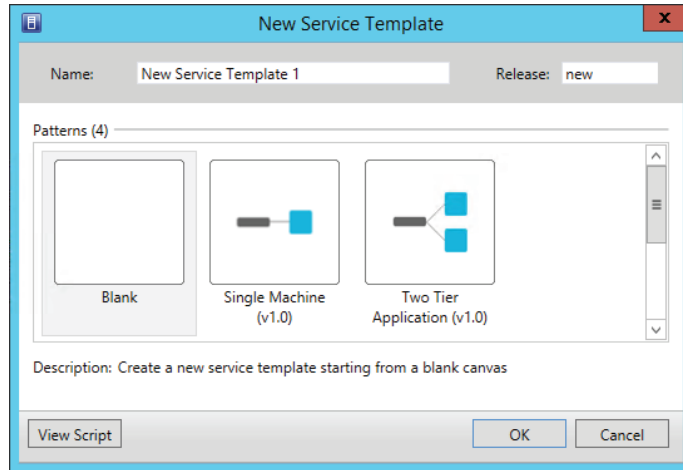 New Service Template
x
Name: New Service Template 1 Release: new
Patterns (4)
Blank
Single Machine
(v1.0)
Two Tier
Application (v1.0)
Description: Create a new service template starting from a blank canvas
View Script OK Cancel